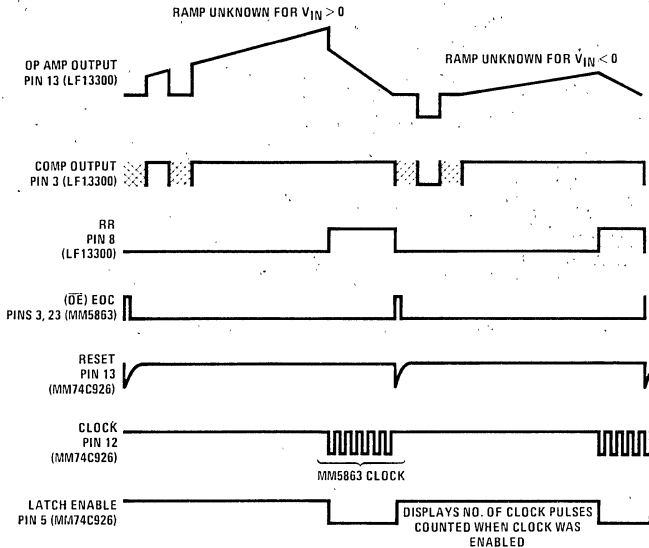 RAMP UNKNOWN FOR VIN > 0
OP AMP OUTPUT
PIN 13 (LF13300)
RAMP UNKNOWN FOR VIN < 0
COMP OUTPUT
PIN 3 (LF13300)
RR
PIN 8
(LF13300)
(OE) EOC
PINS 3, 23 (MM5863)
RESET
PIN 13
(MM74C926)
CLOCK
PIN 12
(MM74C926)
MM5863 CLOCK
LATCH ENABLE
PIN 5 (MM74C926)
DISPLAYS NO. OF CLOCK PULSES
COUNTED WHEN CLOCK WAS
ENABLED